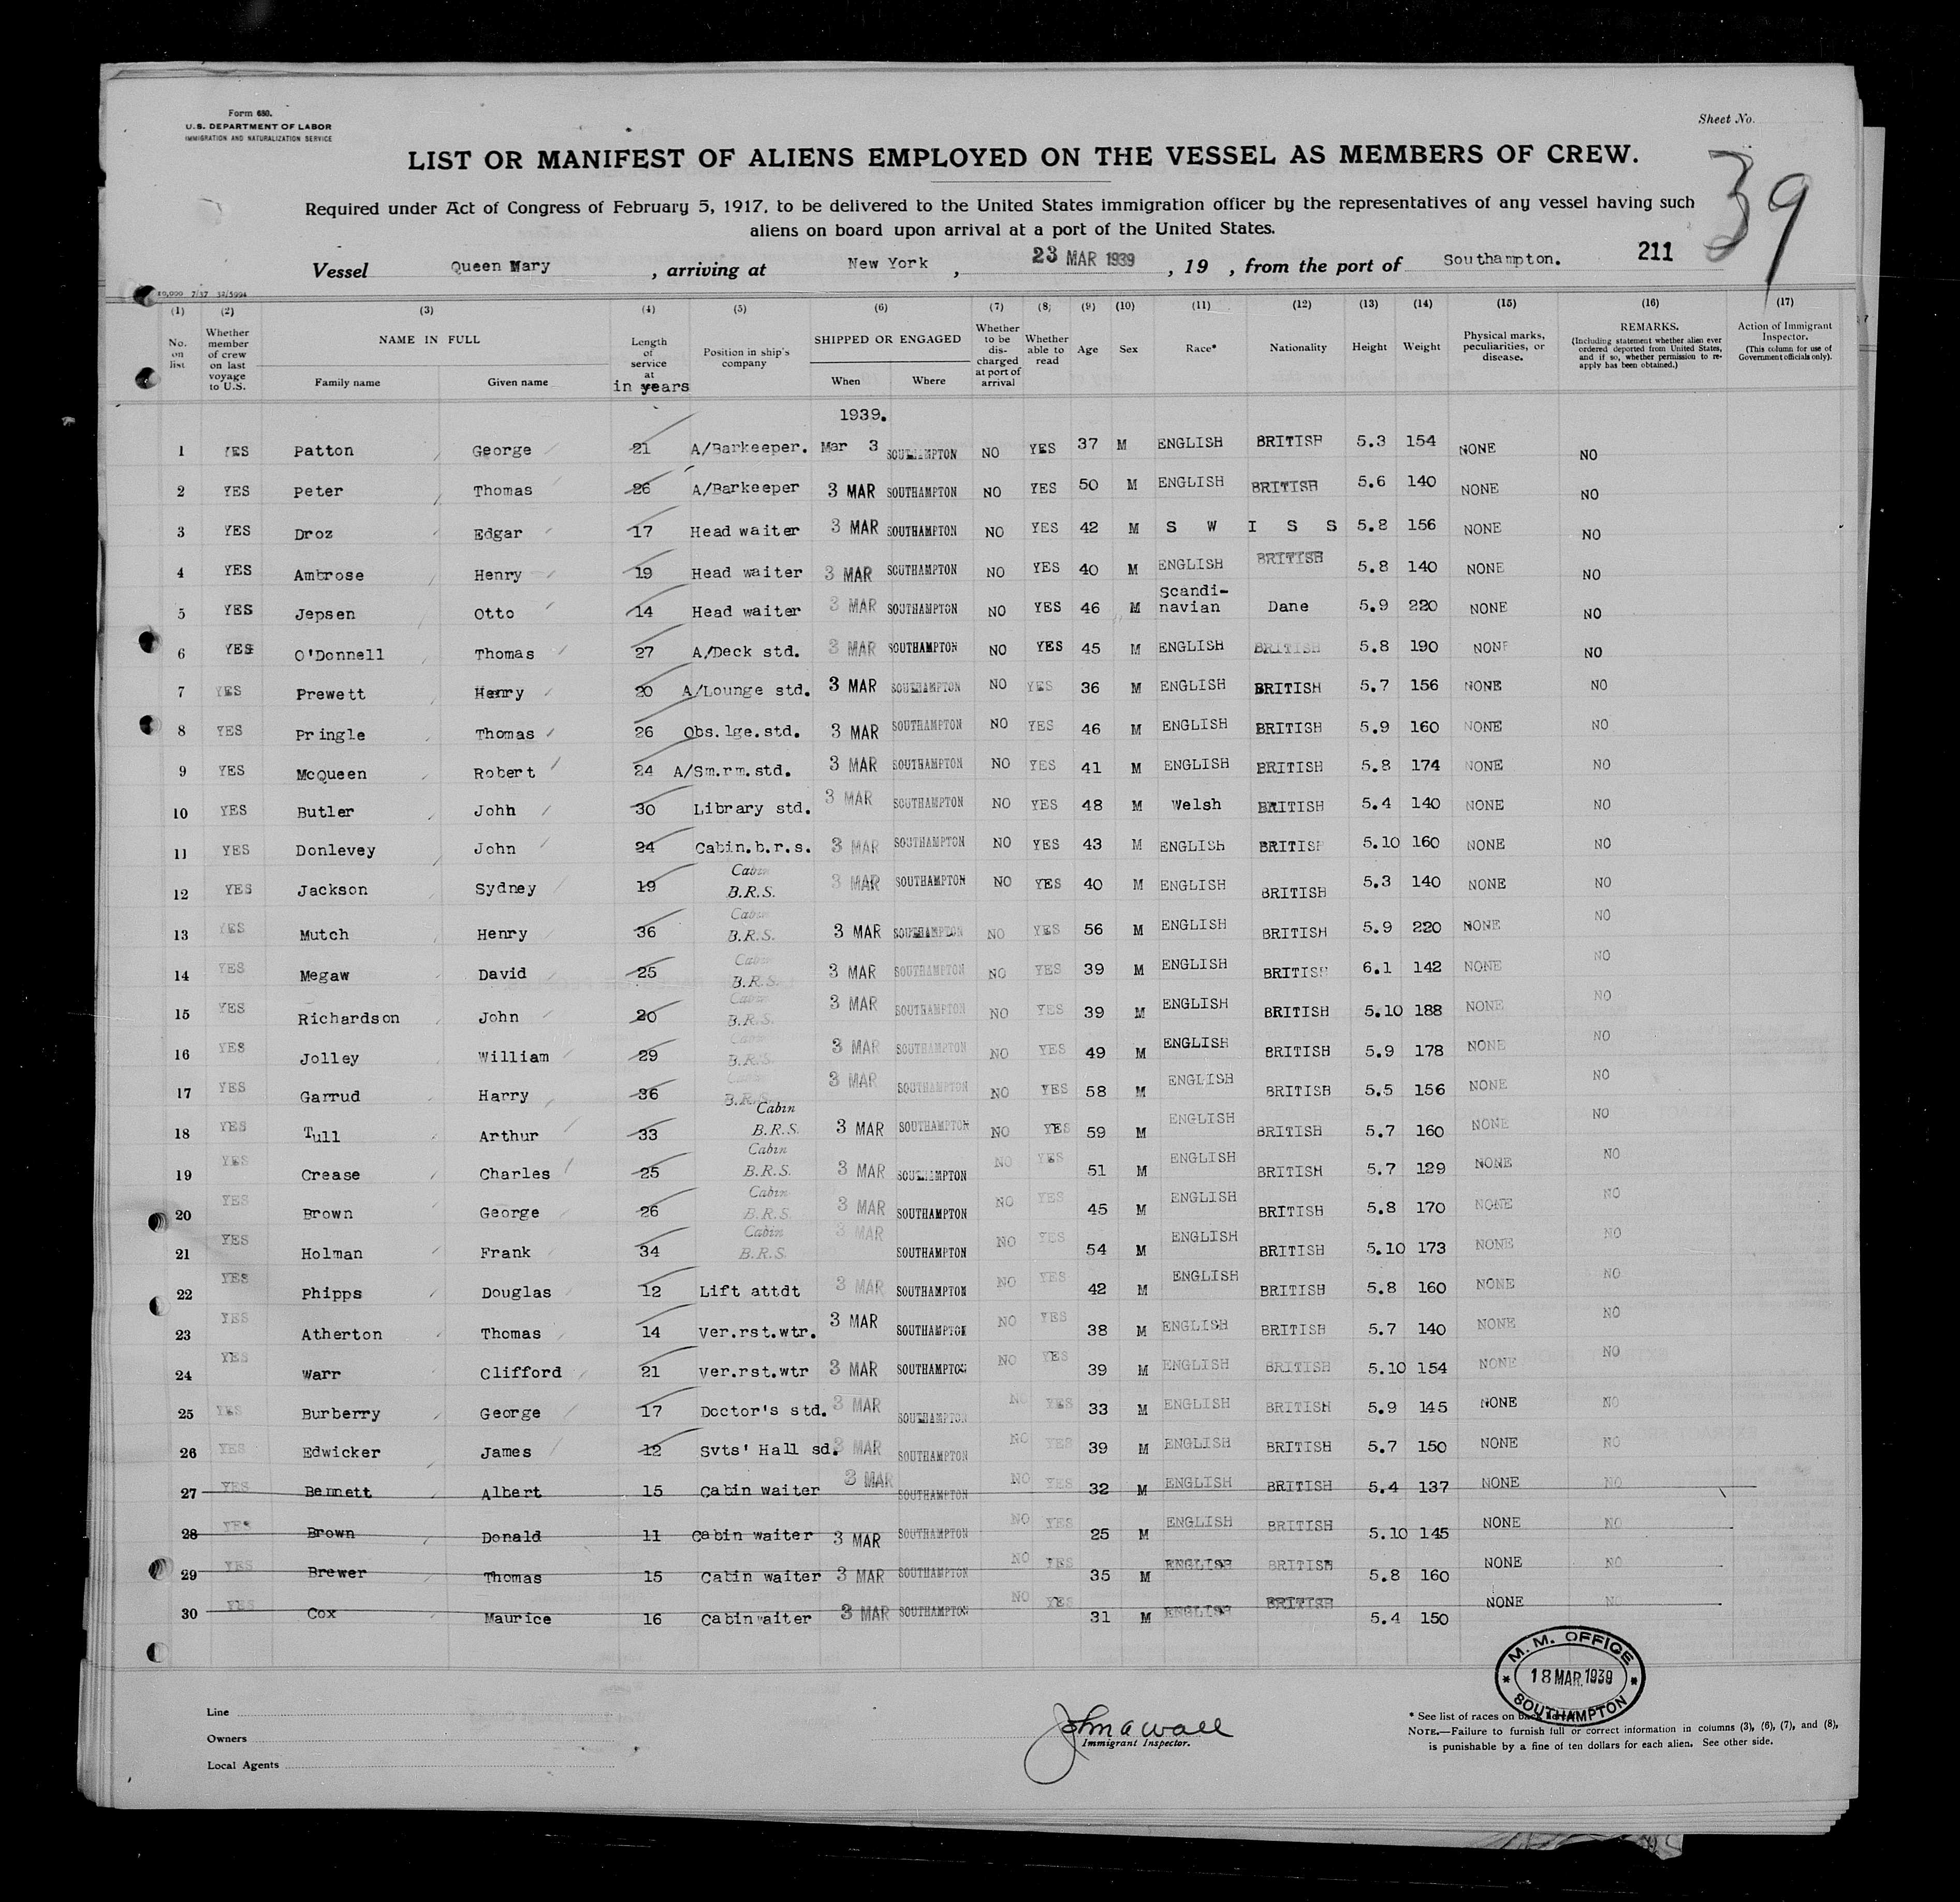 Form 680.
U.S. DEPARTMENT OF LABOR
IMMIGRATION AND NATURALIZATION SERVICE
Sheet No.
39
LIST OR MANIFEST OF ALIENS EMPLOYED ON THE VESSEL AS MEMBERS OF CREW.
Required under Act of Congress of February 5, 1917, to be delivered to the United States immigration officer by the representatives of any vessel having such
aliens on board upon arrival at a port of the United States.
Vessel Queen Mary, arriving at New York, 23 MAR 1939, 19 , from the port of Southampton. 211
(1) (2) (3) (4) (5) (6) (7) (8) (9) (10) (11) (12) (13) (14) (15) (16) (17)
No. on list
Whether member of crew on last voyage to U.S.
NAME IN FULL
Family name
Given name
Length of service at in years
Position in ship's company
SHIPPED OR ENGAGED
When
Where
Whether to be discharged at port of arrival
Whether able to read
Age
Sex
Race*
Nationality
Height
Weight
Physical marks, peculiarities, or disease.
REMARKS.
(Including statement whether alien ever ordered deported from United States, and if so, whether permission to reapply has been obtained.)
Action of Immigrant Inspector.
(This column for use of Government officials only).
1939.
1 YES Patton George 21 A/Barkeeper. Mar 3 SOUTHAMPTON NO YES 37 M ENGLISH BRITISH 5.3 154 NONE NO
2 YES Peter Thomas 26 A/Barkeeper 3 MAR SOUTHAMPTON NO YES 50 M ENGLISH BRITISH 5.6 140 NONE NO
3 YES Droz Edgar 17 Head waiter 3 MAR SOUTHAMPTON NO YES 42 M S W I S S 5.8 156 NONE NO
4 YES Ambrose Henry 19 Head waiter 3 MAR SOUTHAMPTON NO YES 40 M ENGLISH BRITISH 5.8 140 NONE NO
5 YES Jepsen Otto 14 Head waiter 3 MAR SOUTHAMPTON NO YES 46 M Scandi-navian Dane 5.9 220 NONE NO
6 YES O'Donnell Thomas 27 A/Deck std. 3 MAR SOUTHAMPTON NO YES 45 M ENGLISH BRITISH 5.8 190 NONE NO
7 YES Prewett Henry 20 A/Lounge std. 3 MAR SOUTHAMPTON NO YES 36 M ENGLISH BRITISH 5.7 156 NONE NO
8 YES Pringle Thomas 26 Obs.lge.std. 3 MAR SOUTHAMPTON NO YES 46 M ENGLISH BRITISH 5.9 160 NONE NO
9 YES McQueen Robert 24 A/Sm.rm.std. 3 MAR SOUTHAMPTON NO YES 41 M ENGLISH BRITISH 5.8 174 NONE NO
10 YES Butler John 30 Library std. 3 MAR SOUTHAMPTON NO YES 48 M Welsh BRITISH 5.4 140 NONE NO
11 YES Donlevey John 24 Cabin.b.r.s. 3 MAR SOUTHAMPTON NO YES 43 M ENGLISH BRITISH 5.10 160 NONE NO
12 YES Jackson Sydney 19 Cabin B.R.S. 3 MAR SOUTHAMPTON NO YES 40 M ENGLISH BRITISH 5.3 140 NONE NO
13 YES Mutch Henry 36 Cabin B.R.S. 3 MAR SOUTHAMPTON NO YES 56 M ENGLISH BRITISH 5.9 220 NONE NO
14 YES Megaw David 25 Cabin B.R.S. 3 MAR SOUTHAMPTON NO YES 39 M ENGLISH BRITISH 6.1 142 NONE NO
15 YES Richardson John 20 Cabin B.R.S. 3 MAR SOUTHAMPTON NO YES 39 M ENGLISH BRITISH 5.10 188 NONE NO
16 YES Jolley William 29 Cabin B.R.S. 3 MAR SOUTHAMPTON NO YES 49 M ENGLISH BRITISH 5.9 178 NONE NO
17 YES Garrud Harry 36 Cabin B.R.S. 3 MAR SOUTHAMPTON NO YES 58 M ENGLISH BRITISH 5.5 156 NONE NO
18 YES Tull Arthur 33 Cabin B.R.S. 3 MAR SOUTHAMPTON NO YES 59 M ENGLISH BRITISH 5.7 160 NONE NO
19 YES Crease Charles 25 Cabin B.R.S. 3 MAR SOUTHAMPTON NO YES 51 M ENGLISH BRITISH 5.7 129 NONE NO
20 YES Brown George 26 Cabin B.R.S. 3 MAR SOUTHAMPTON NO YES 45 M ENGLISH BRITISH 5.8 170 NONE NO
21 YES Holman Frank 34 Cabin B.R.S. 3 MAR SOUTHAMPTON NO YES 54 M ENGLISH BRITISH 5.10 173 NONE NO
22 YES Phipps Douglas 12 Lift attdt 3 MAR SOUTHAMPTON NO YES 42 M ENGLISH BRITISH 5.8 160 NONE NO
23 YES Atherton Thomas 14 Ver.rst.wtr. 3 MAR SOUTHAMPTON NO YES 38 M ENGLISH BRITISH 5.7 140 NONE NO
24 YES Warr Clifford 21 Ver.rst.wtr 3 MAR SOUTHAMPTON NO YES 39 M ENGLISH BRITISH 5.10 154 NONE NO
25 YES Burberry George 17 Doctor's std. 3 MAR SOUTHAMPTON NO YES 33 M ENGLISH BRITISH 5.9 145 NONE NO
26 YES Edwicker James 12 Svts' Hall sd. 3 MAR SOUTHAMPTON NO YES 39 M ENGLISH BRITISH 5.7 150 NONE NO
27 YES Bennett Albert 15 Cabin waiter 3 MAR SOUTHAMPTON NO YES 32 M ENGLISH BRITISH 5.4 137 NONE NO
28 YES Brown Donald 11 Cabin waiter 3 MAR SOUTHAMPTON NO YES 25 M ENGLISH BRITISH 5.10 145 NONE NO
29 YES Brewer Thomas 15 Cabin waiter 3 MAR SOUTHAMPTON NO YES 35 M ENGLISH BRITISH 5.8 160 NONE NO
30 YES Cox Maurice 16 Cabinwaiter 3 MAR SOUTHAMPTON NO YES 31 M ENGLISH BRITISH 5.4 150 NONE NO
M.M. OFFICE
18 MAR 1939
SOUTHAMPTON
Line
Owners
Local Agents
John A Wall
Immigrant Inspector.
* See list of races on back
NOTE.—Failure to furnish full or correct information in columns (3), (6), (7), and (8),
is punishable by a fine of ten dollars for each alien. See other side.